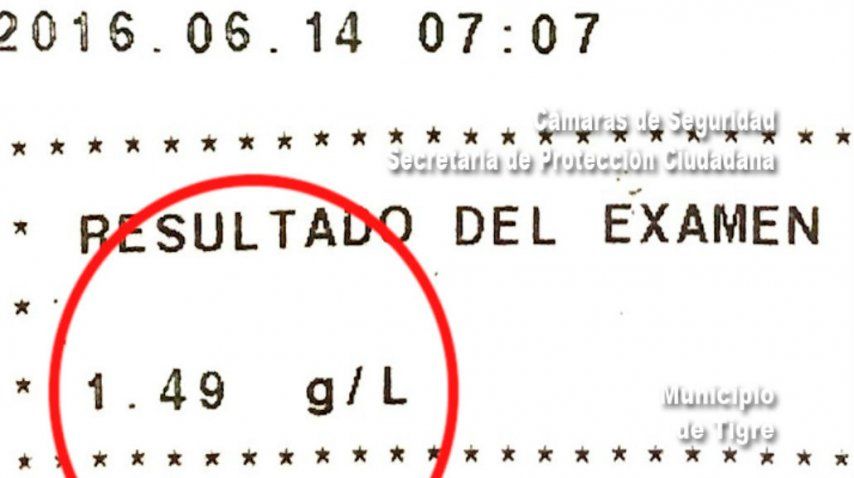 2016.06.14 07:07
Cámaras de Seguridad
* * * * * * * * * * * * * * * * * * * * * *
Secretaría de Protección Ciudadana
* RESULTADO DEL EXAMEN
*
* 1.49 g/L
Municipio
de Tigre
* * * * * * * * * * * * * * * * * * * * * *